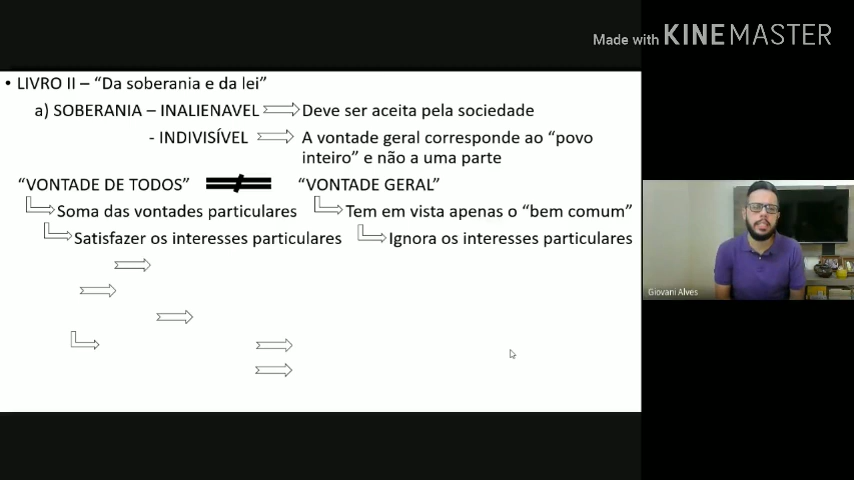 Made with KINEMASTER
• LIVRO II – “Da soberania e da lei”
a) SOBERANIA – INALIENAVEL Deve ser aceita pela sociedade
- INDIVISÍVEL A vontade geral corresponde ao “povo
inteiro” e não a uma parte
“VONTADE DE TODOS” “VONTADE GERAL”
Soma das vontades particulares Tem em vista apenas o “bem comum”
Satisfazer os interesses particulares Ignora os interesses particulares
Giovani Alves